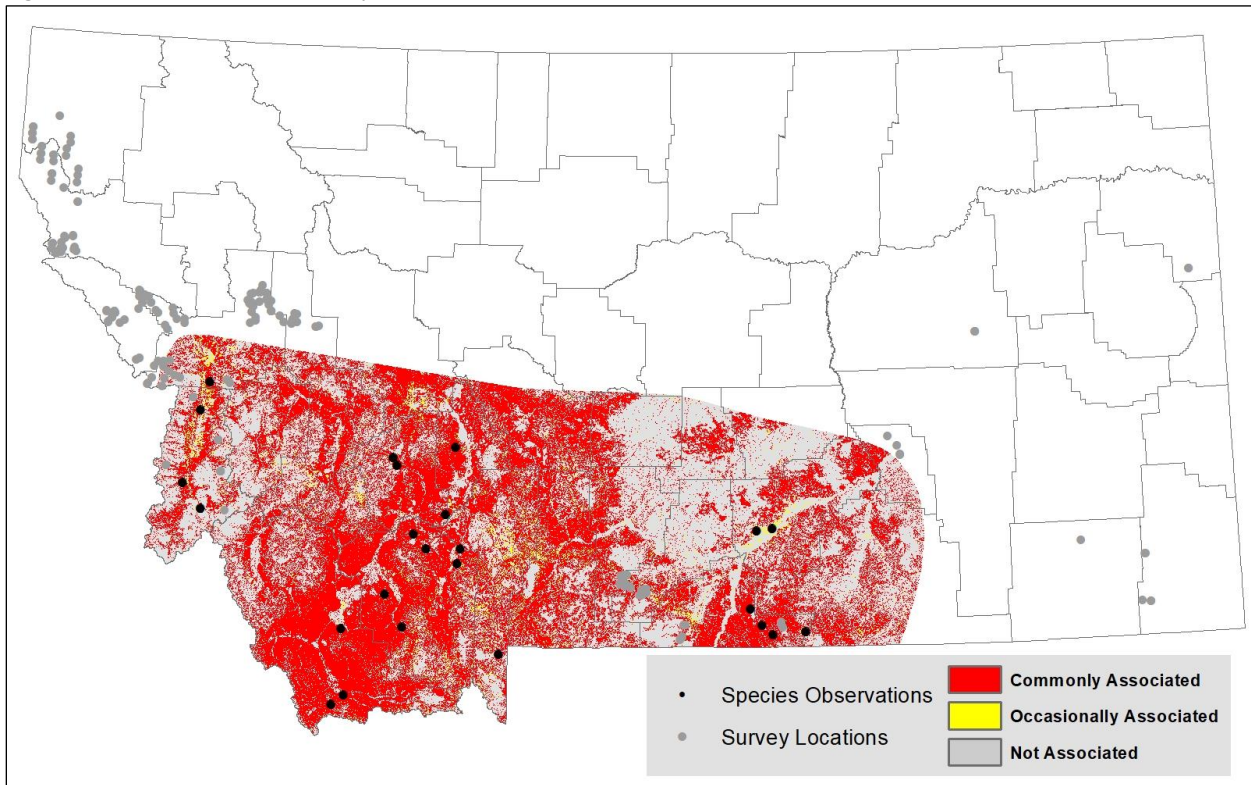 Species Observations
Survey Locations
Commonly Associated
Occasionally Associated
Not Associated